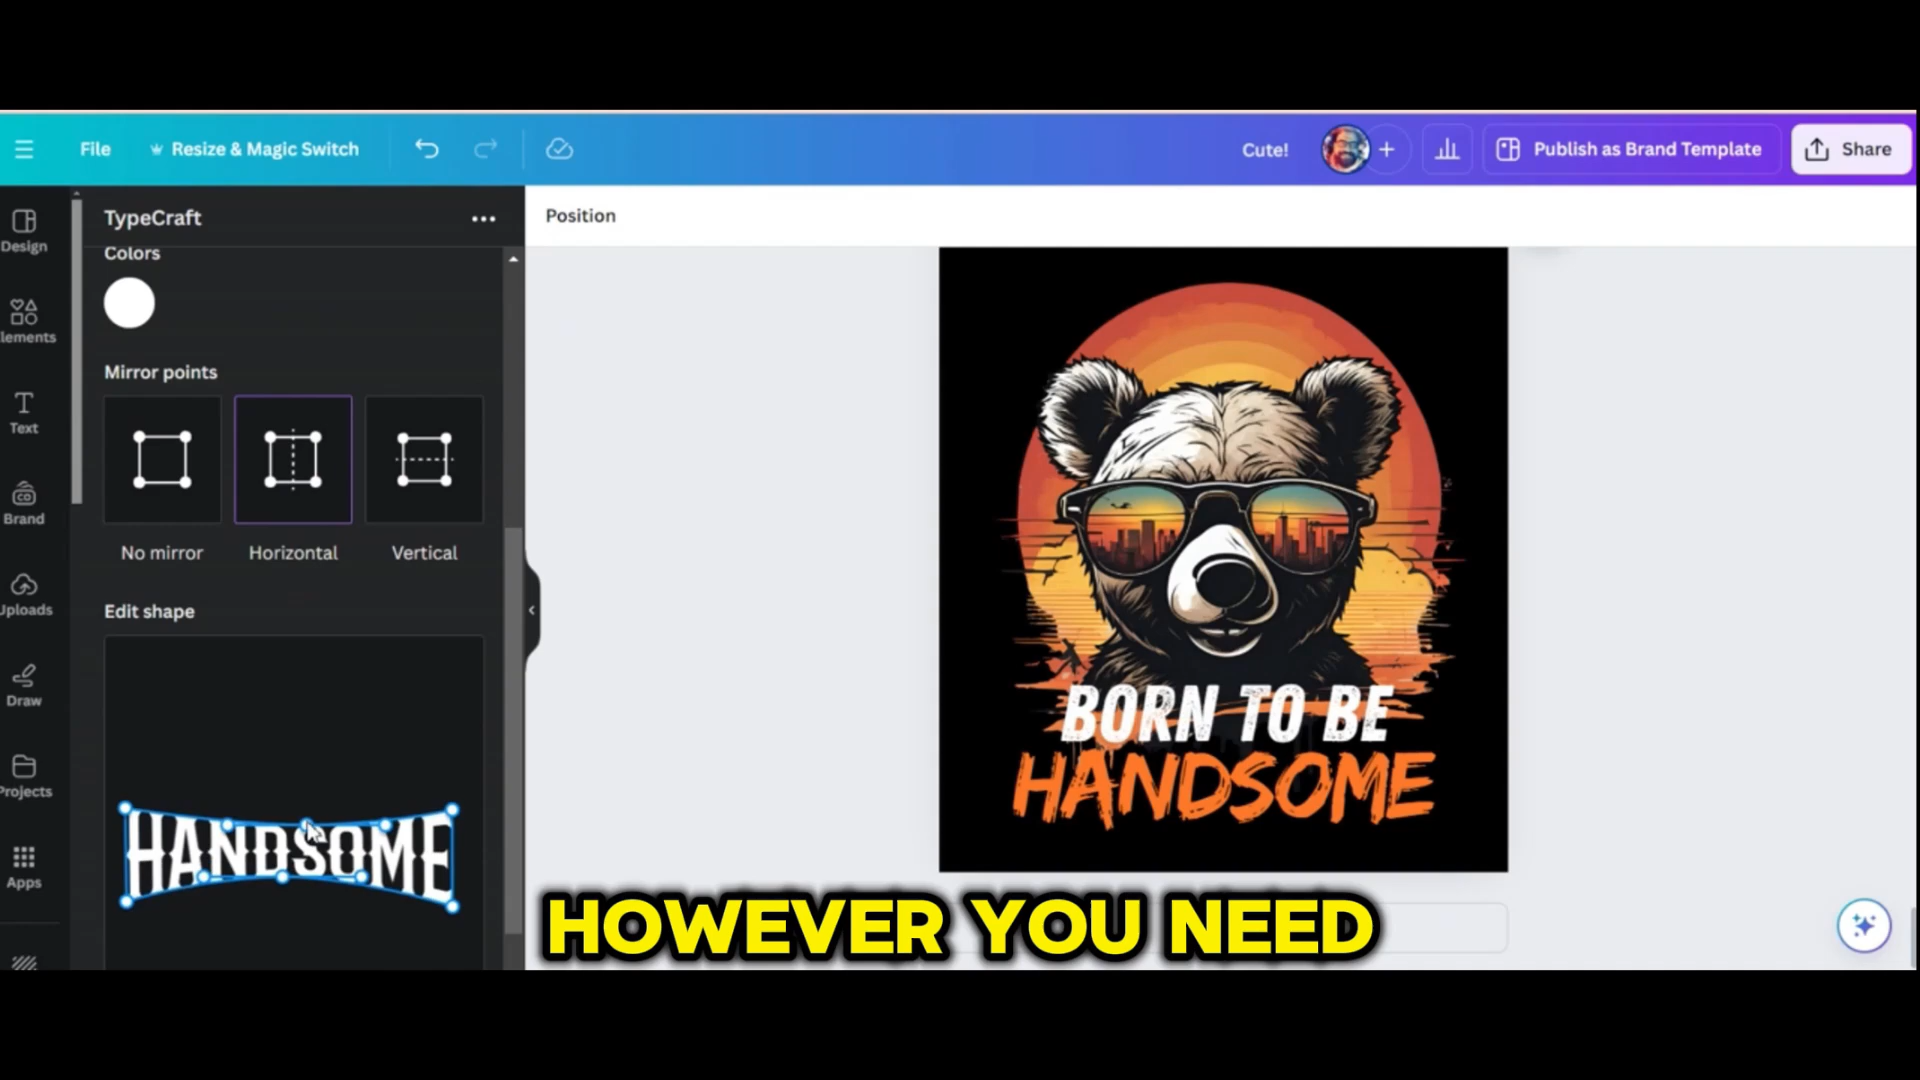 File
Resize & Magic Switch
Cute!
Publish as Brand Template
Share
Design
lements
Text
Brand
Uploads
Draw
Projects
Apps
TypeCraft
Colors
Mirror points
No mirror
Horizontal
Vertical
Edit shape
HANDSOME
Position
BORN TO BE
HANDSOME
HOWEVER YOU NEED